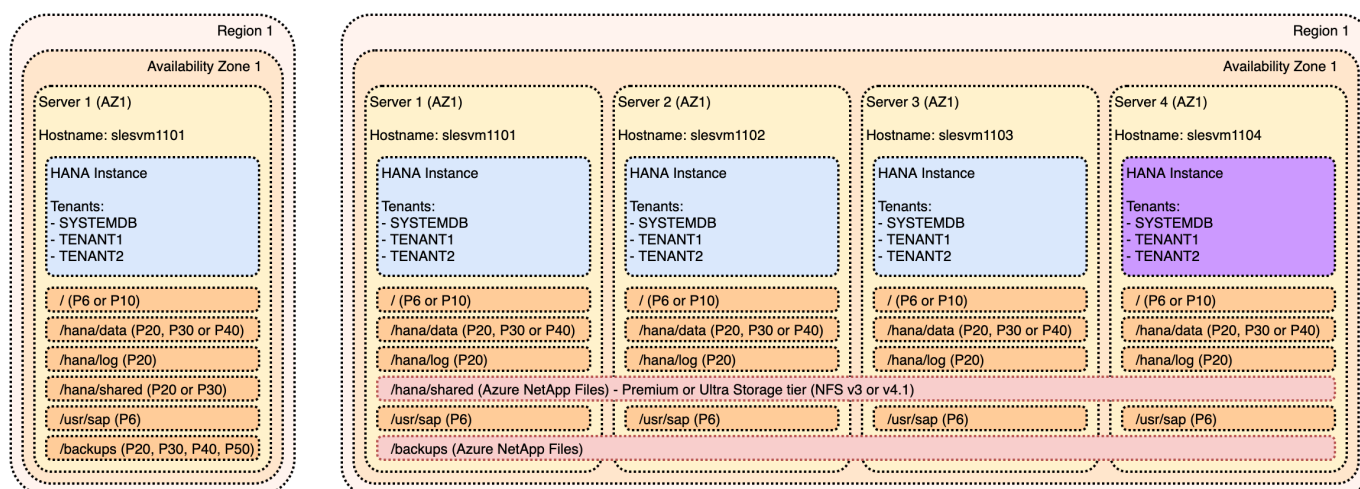 Region 1
Availability Zone 1
Server 1 (AZ1)
Hostname: slesvm1101
HANA Instance
Tenants:
- SYSTEMDB
- TENANT1
- TENANT2
/ (P6 or P10)
/hana/data (P20, P30 or P40)
/hana/log (P20)
/hana/shared (P20 or P30)
/usr/sap (P6)
/backups (P20, P30, P40, P50)
Region 1
Availability Zone 1
Server 1 (AZ1)
Hostname: slesvm1101
HANA Instance
Tenants:
- SYSTEMDB
- TENANT1
- TENANT2
/ (P6 or P10)
/hana/data (P20, P30 or P40)
/hana/log (P20)
Server 2 (AZ1)
Hostname: slesvm1102
HANA Instance
Tenants:
- SYSTEMDB
- TENANT1
- TENANT2
/ (P6 or P10)
/hana/data (P20, P30 or P40)
/hana/log (P20)
Server 3 (AZ1)
Hostname: slesvm1103
HANA Instance
Tenants:
- SYSTEMDB
- TENANT1
- TENANT2
/ (P6 or P10)
/hana/data (P20, P30 or P40)
/hana/log (P20)
Server 4 (AZ1)
Hostname: slesvm1104
HANA Instance
Tenants:
- SYSTEMDB
- TENANT1
- TENANT2
/ (P6 or P10)
/hana/data (P20, P30 or P40)
/hana/log (P20)
/hana/shared (Azure NetApp Files) - Premium or Ultra Storage tier (NFS v3 or v4.1)
/usr/sap (P6)
/usr/sap (P6)
/usr/sap (P6)
/usr/sap (P6)
/backups (Azure NetApp Files)